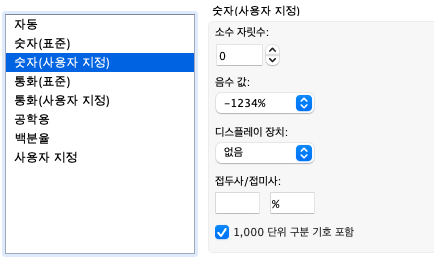 자동
숫자(표준)
숫자(사용자 지정)
통화(표준)
통화(사용자 지정)
공학용
백분율
사용자 지정
숫자(사용자 지정)
소수 자릿수:
0
음수 값:
-1234%
디스플레이 장치:
없음
접두사/접미사:
%
1,000 단위 구분 기호 포함